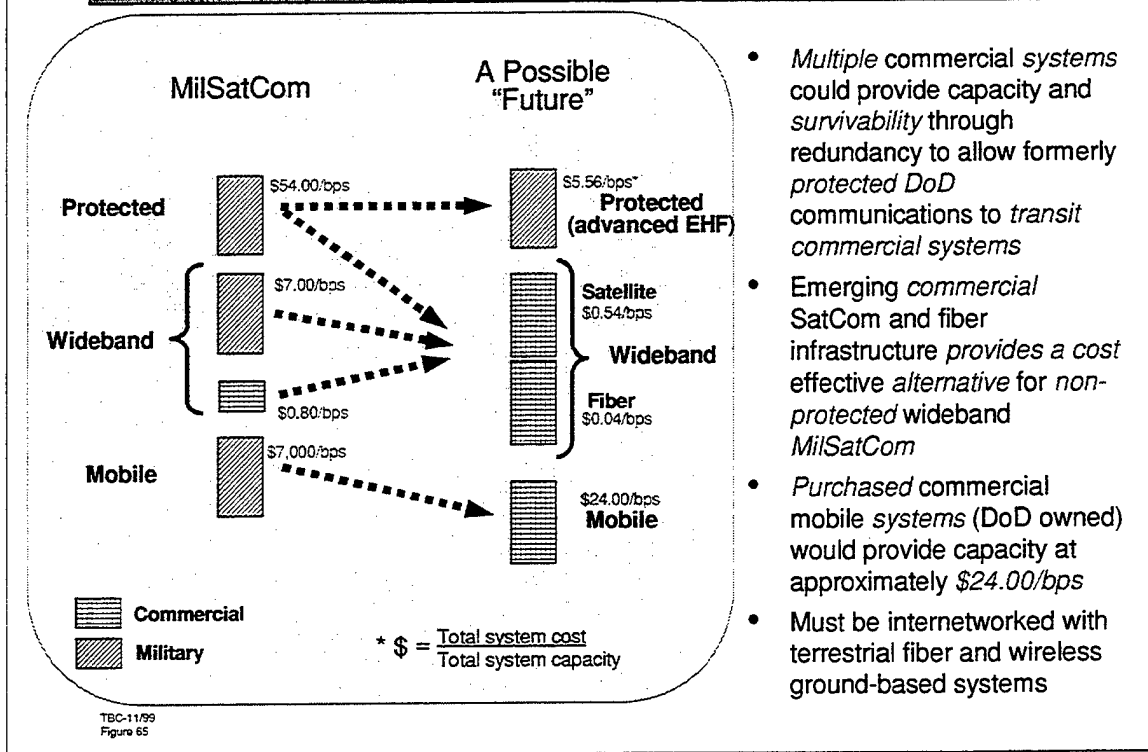 MilSatCom
A Possible
"Future"
Protected
$54.00/bps
$5.56/bps*
Protected
(advanced EHF)
Wideband
$7.00/bps
$0.80/bps
Satellite
$0.54/bps
Wideband
Fiber
$0.04/bps
Mobile
$7,000/bps
$24.00/bps
Mobile
Commercial
Military
* $ = Total system cost
Total system capacity
TBC-11/99
Figure 65
• Multiple commercial systems
could provide capacity and
survivability through
redundancy to allow formerly
protected DoD
communications to transit
commercial systems
• Emerging commercial
SatCom and fiber
infrastructure provides a cost
effective alternative for non-
protected wideband
MilSatCom
• Purchased commercial
mobile systems (DoD owned)
would provide capacity at
approximately $24.00/bps
• Must be internetworked with
terrestrial fiber and wireless
ground-based systems